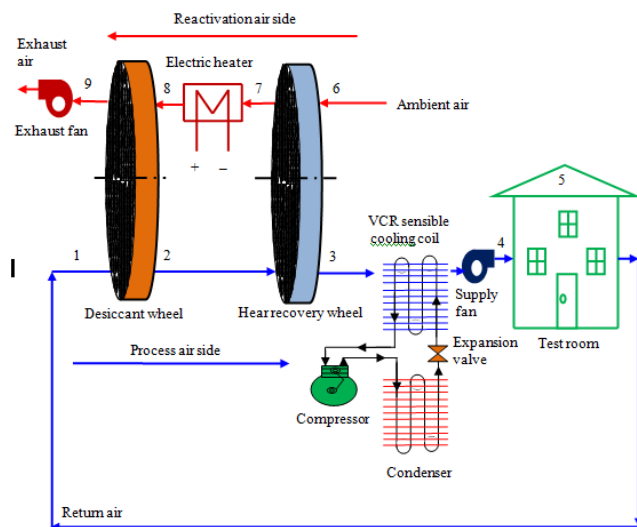 Reactivation air side
Exhaust
air
9
Exhaust fan
8
Electric heater
7
6
Ambient air
+ –
1
2
3
VCR sensible
cooling coil
4
5
Supply
fan
Test room
Desiccant wheel
Hear recovery wheel
Process air side
Expansion
valve
Compressor
Condenser
Return air